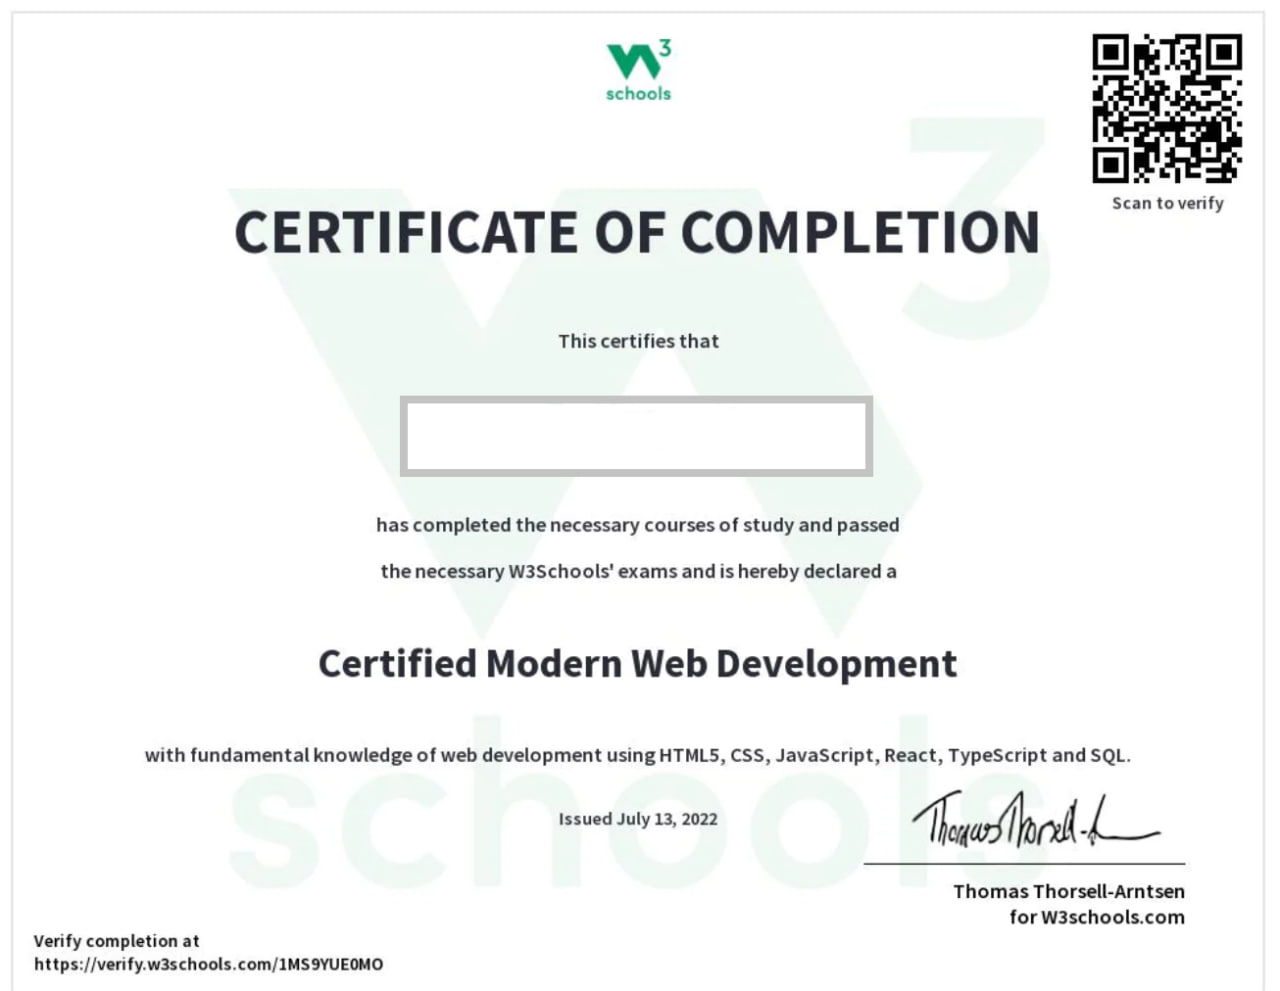 W3
schools
Scan to verify
CERTIFICATE OF COMPLETION
This certifies that
has completed the necessary courses of study and passed
the necessary W3Schools' exams and is hereby declared a
Certified Modern Web Development
with fundamental knowledge of web development using HTML5, CSS, JavaScript, React, TypeScript and SQL.
Issued July 13, 2022
Thomas Thorsell-A
Thomas Thorsell-Arntsen
for W3schools.com
Verify completion at
https://verify.w3schools.com/1MS9YUE0MO